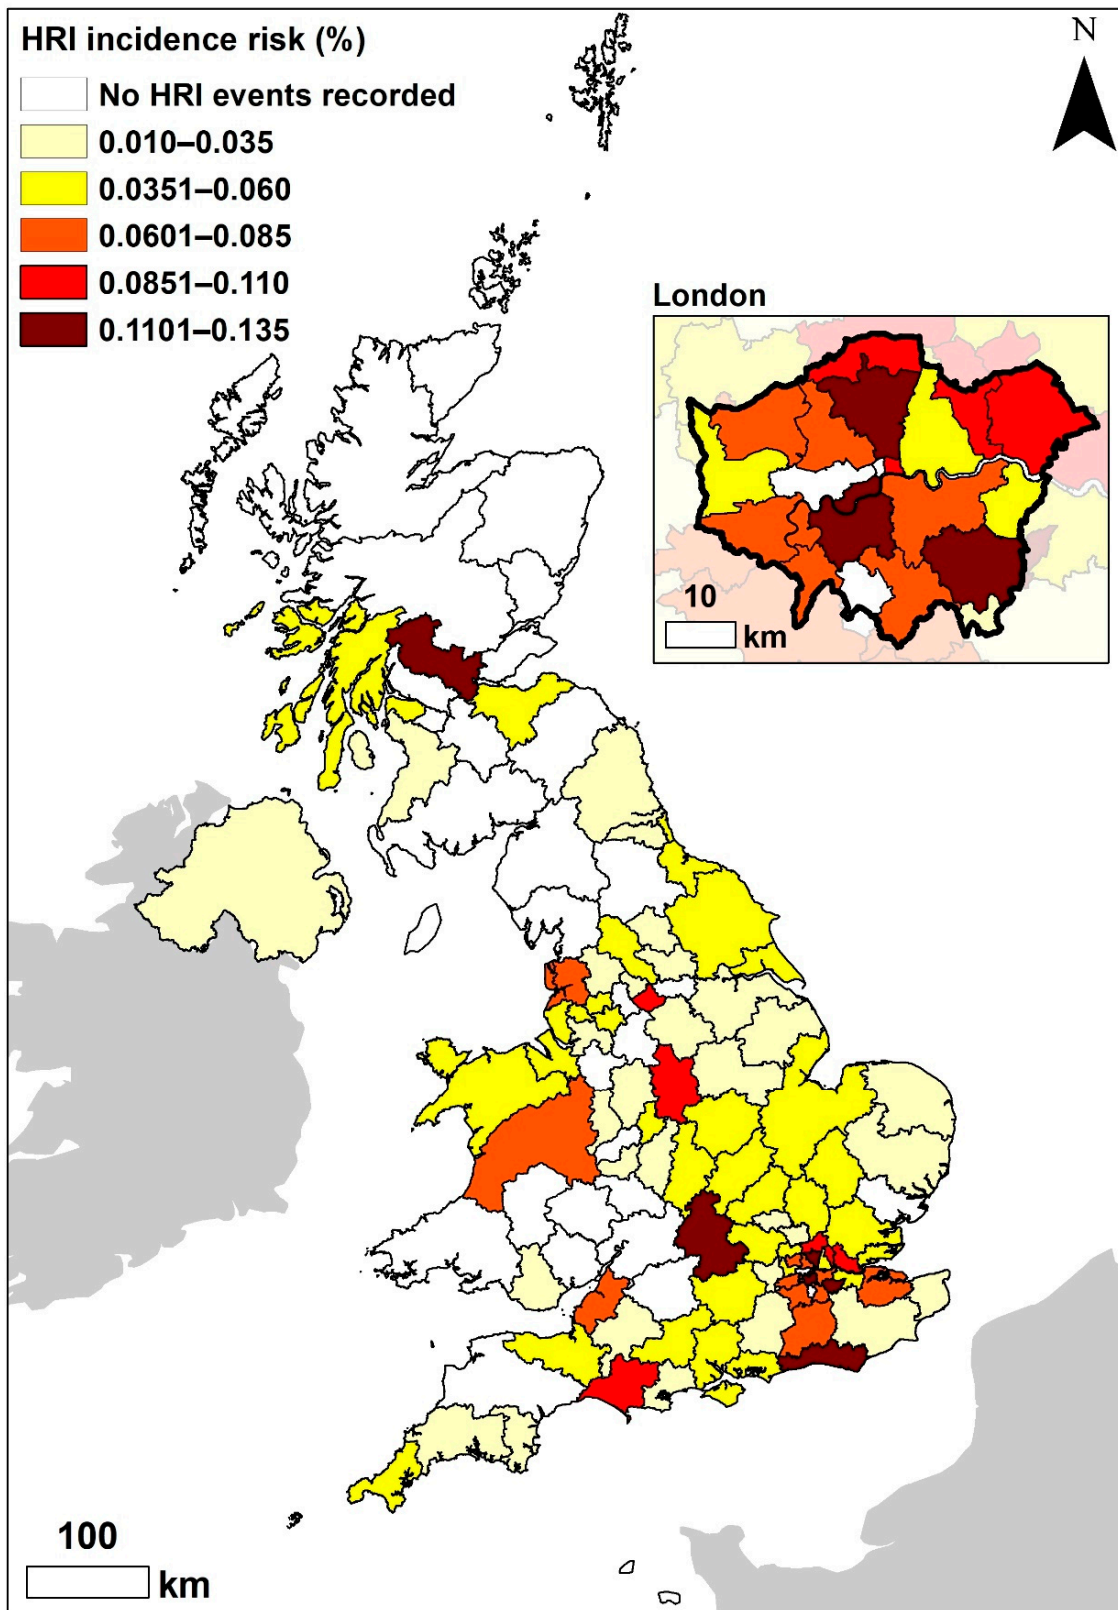 HRI incidence risk (%)
No HRI events recorded
0.010–0.035
0.0351–0.060
0.0601–0.085
0.0851–0.110
0.1101–0.135
N
London
10
km
100
km